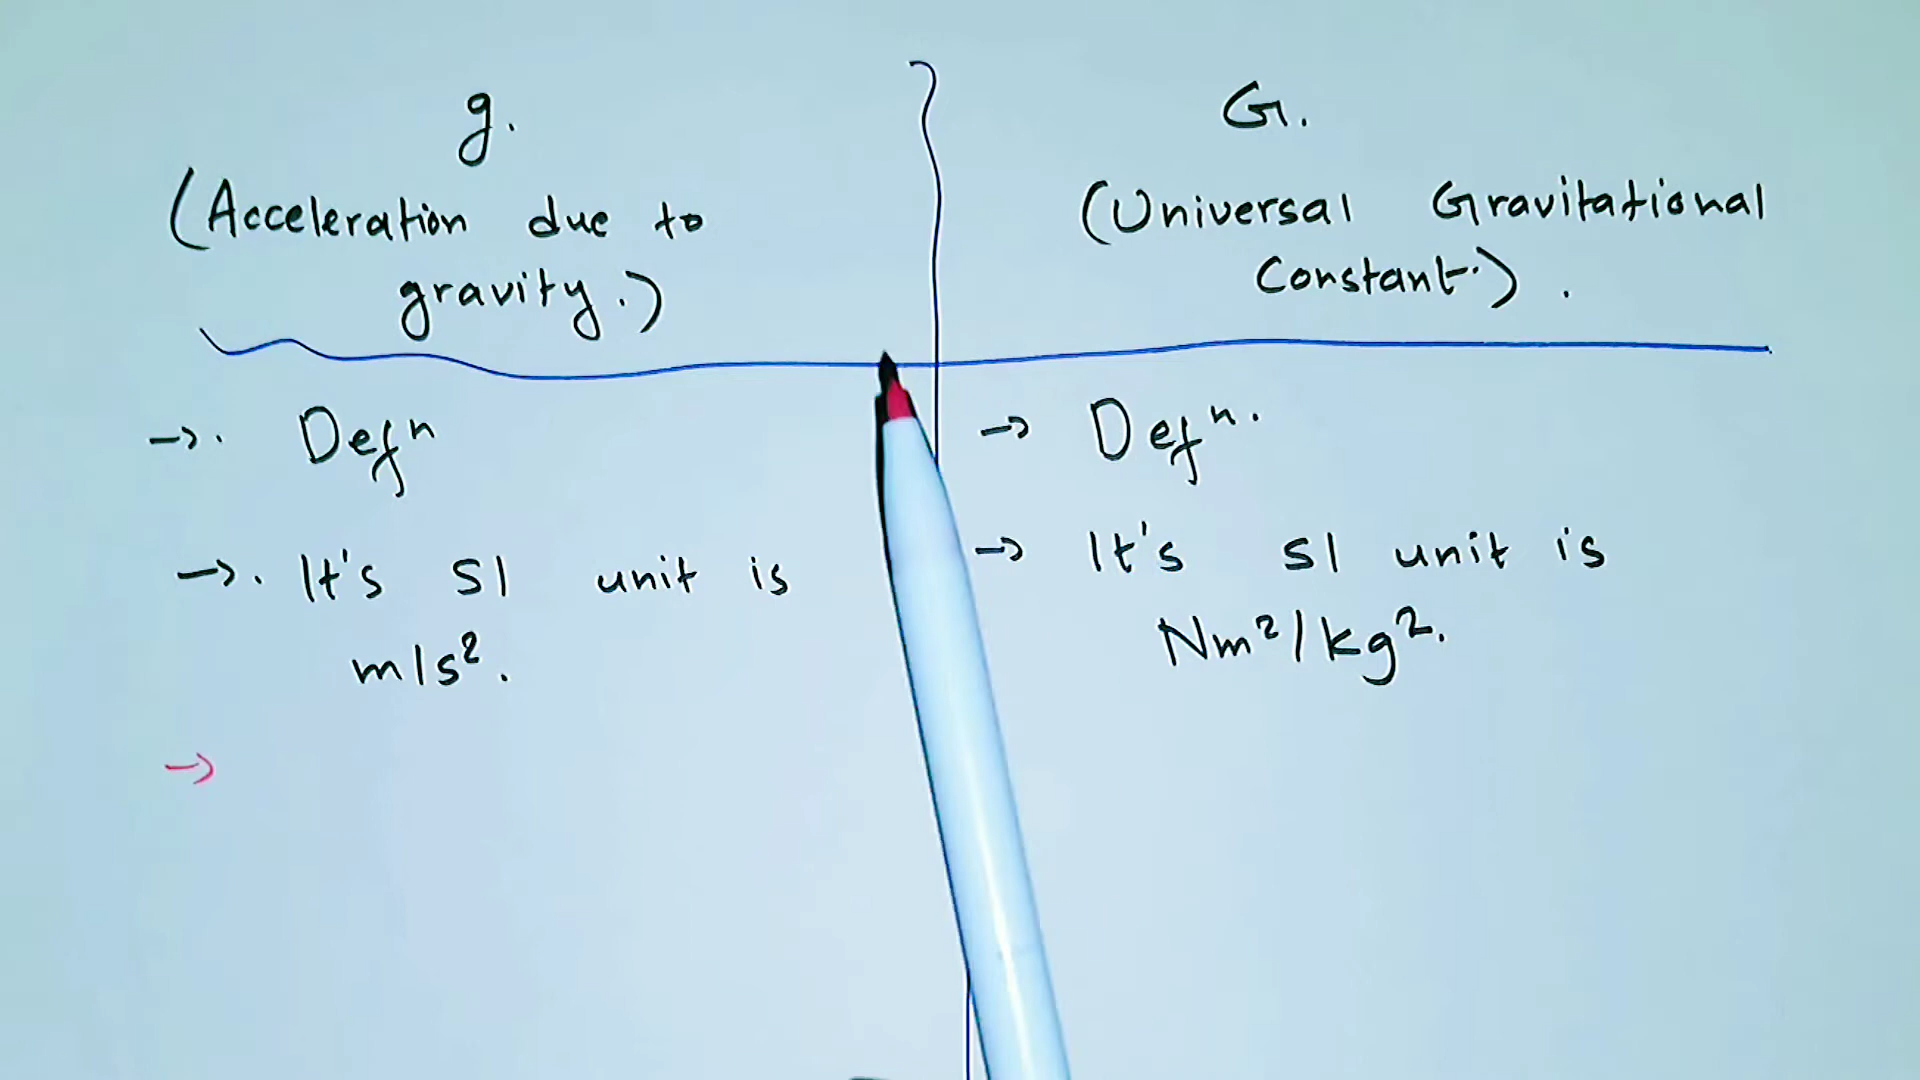 g.
(Acceleration due to
gravity.)
→. Defⁿ
→. It's SI unit is
m/s².
→
G.
(Universal Gravitational
Constant.).
→ Defⁿ.
→ It's SI unit is
Nm²/kg².